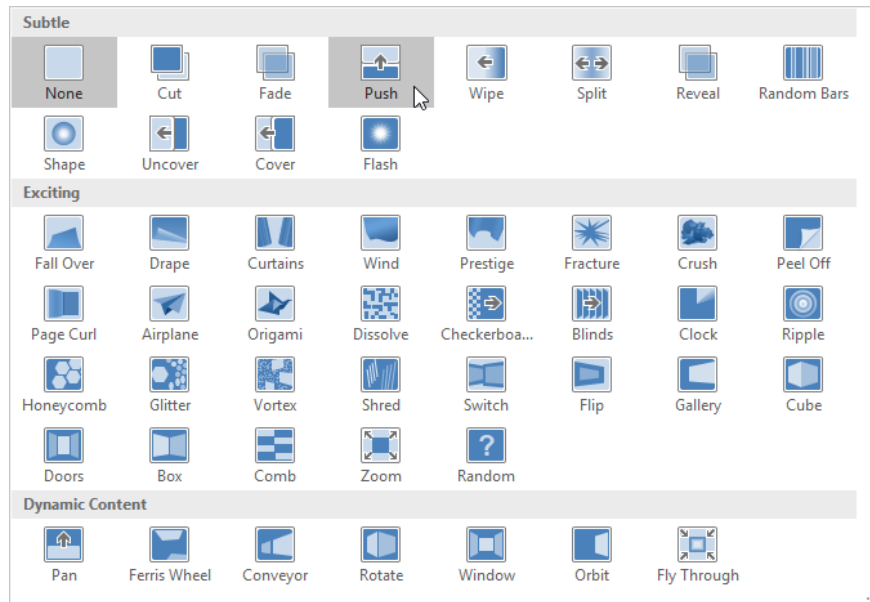 Subtle
None Cut Fade Push Wipe Split Reveal Random Bars
Shape Uncover Cover Flash
Exciting
Fall Over Drape Curtains Wind Prestige Fracture Crush Peel Off
Page Curl Airplane Origami Dissolve Checkerboa... Blinds Clock Ripple
Honeycomb Glitter Vortex Shred Switch Flip Gallery Cube
Doors Box Comb Zoom Random
Dynamic Content
Pan Ferris Wheel Conveyor Rotate Window Orbit Fly Through